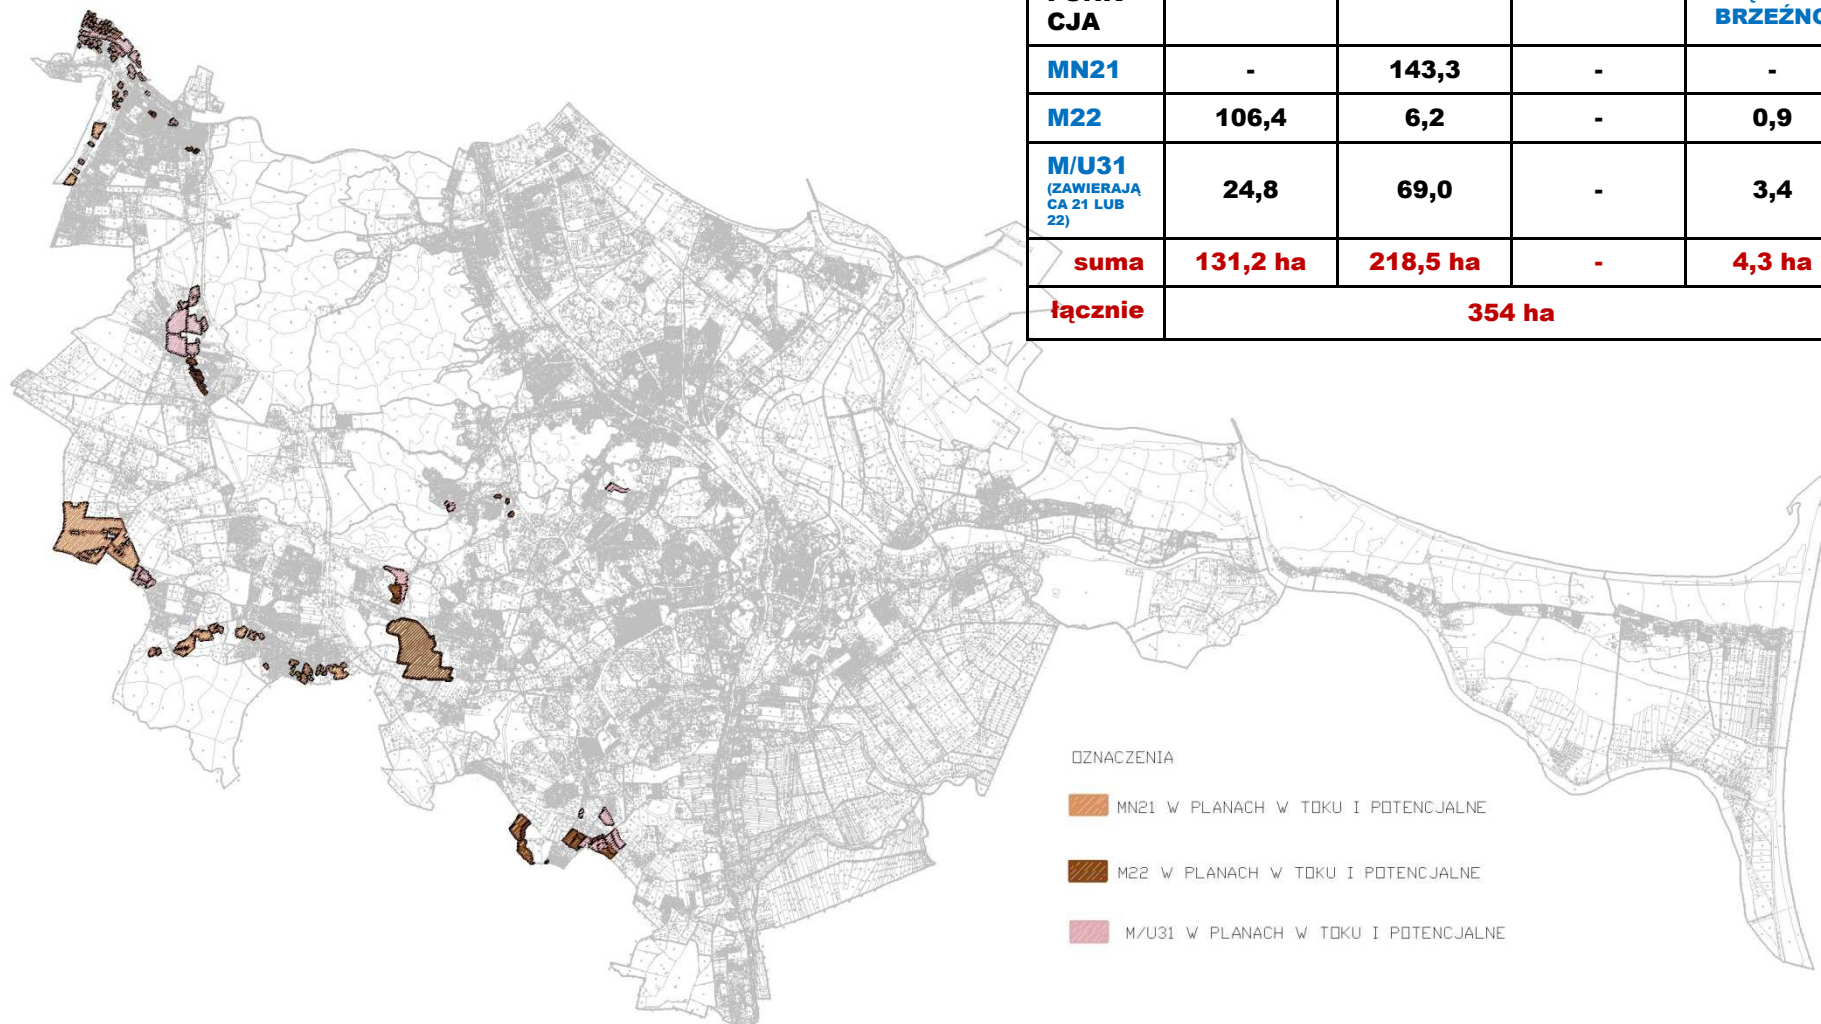 CJA
BRZEŹNO
MN21 - 143,3 - -
M22 106,4 6,2 - 0,9
M/U31
(ZAWIERAJĄ
CA 21 LUB
22)
24,8 69,0 - 3,4
suma 131,2 ha 218,5 ha - 4,3 ha
łącznie 354 ha
OZNACZENIA
MN21 W PLANACH W TOKU I POTENCJALNE
M22 W PLANACH W TOKU I POTENCJALNE
M/U31 W PLANACH W TOKU I POTENCJALNE